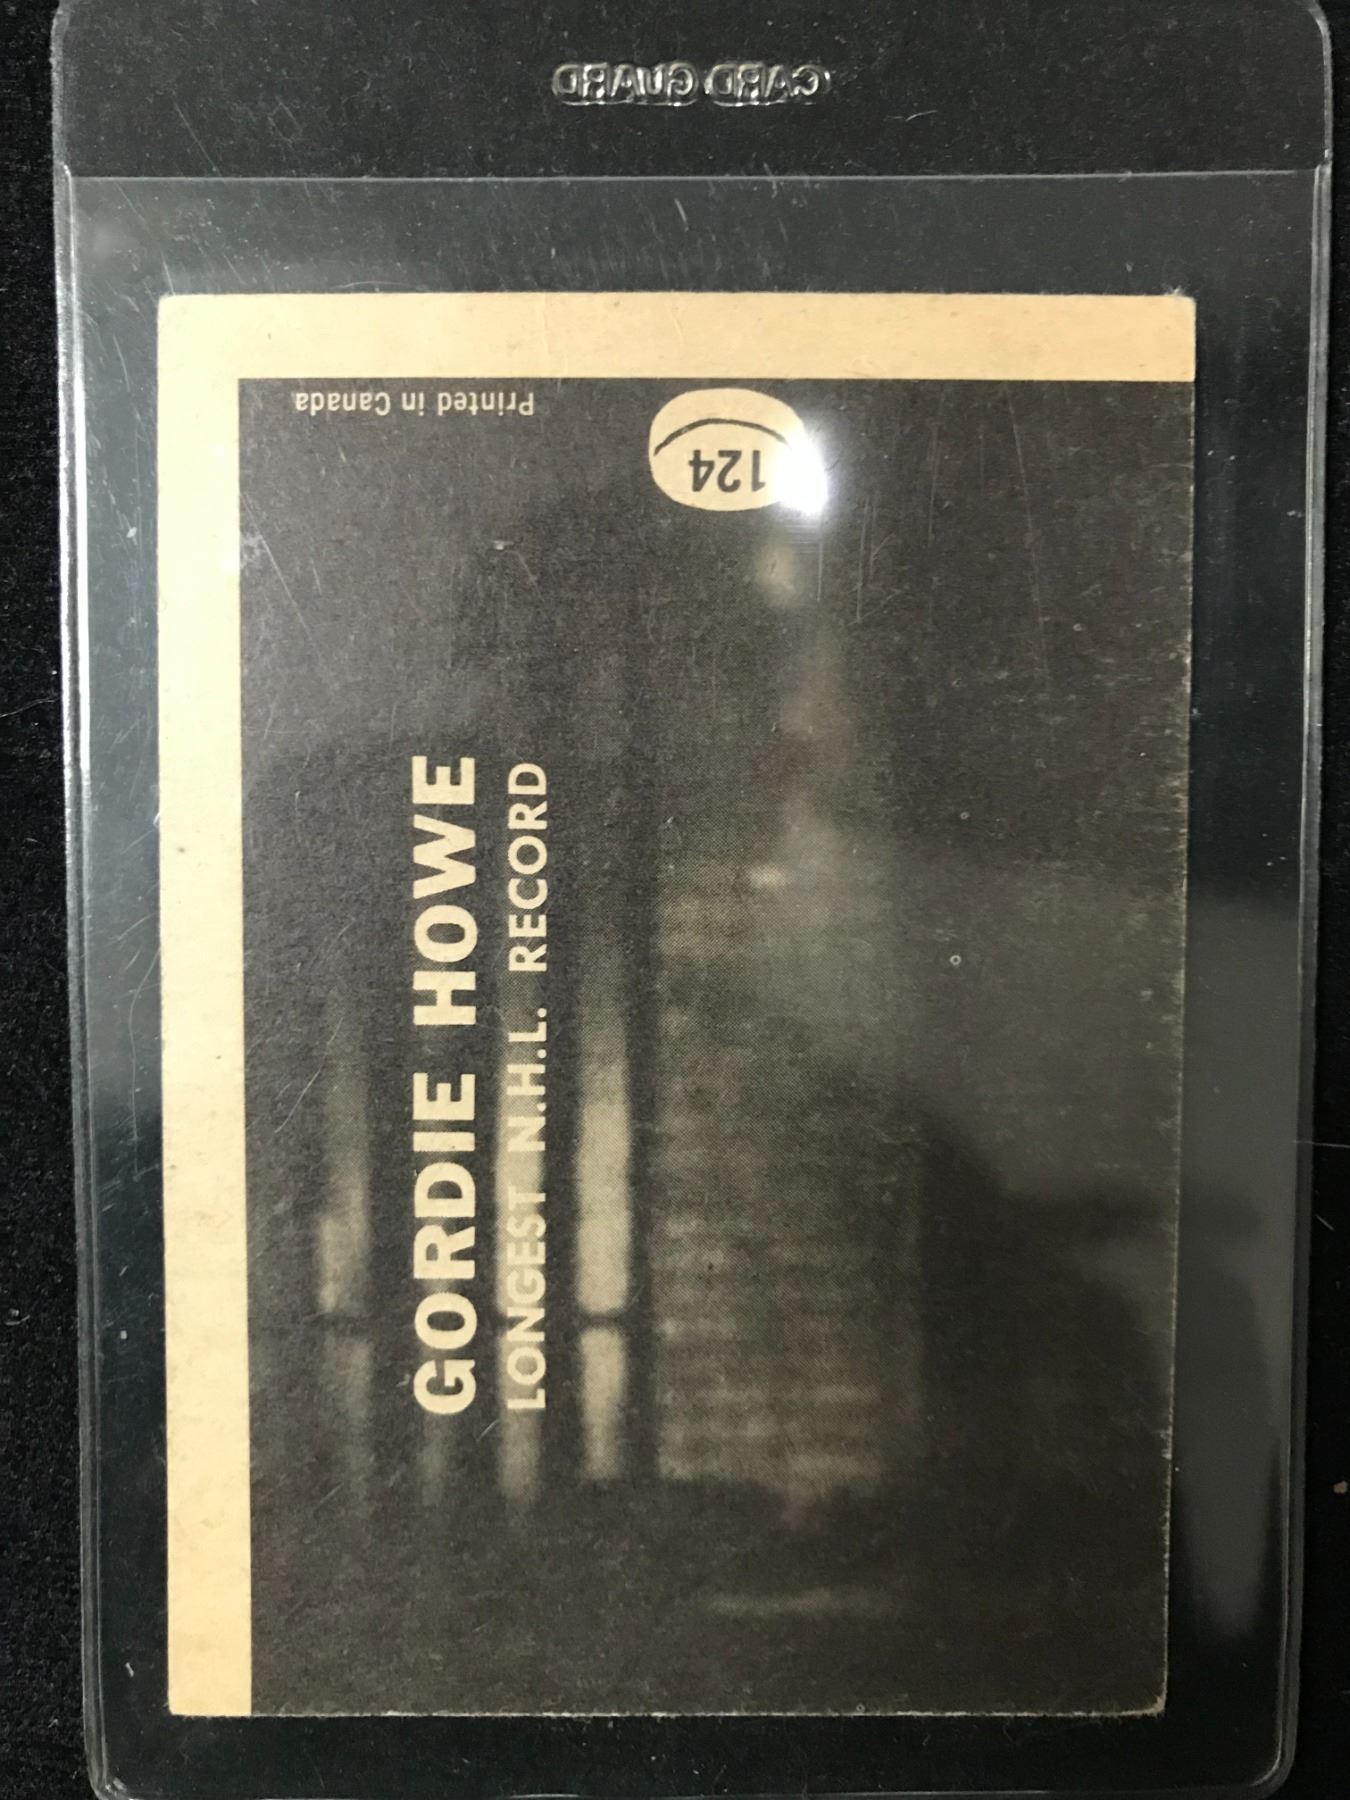 CARD GUARD
Printed in Canada
124
GORDIE HOWE
LONGEST N.H.L. RECORD